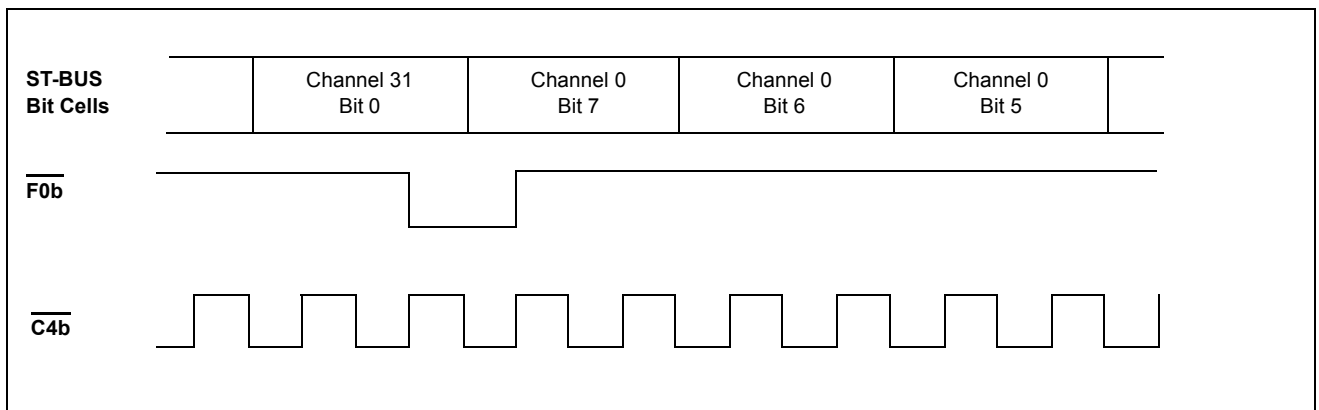 ST-BUS
Bit Cells
Channel 31
Bit 0
Channel 0
Bit 7
Channel 0
Bit 6
Channel 0
Bit 5
F0b
C4b